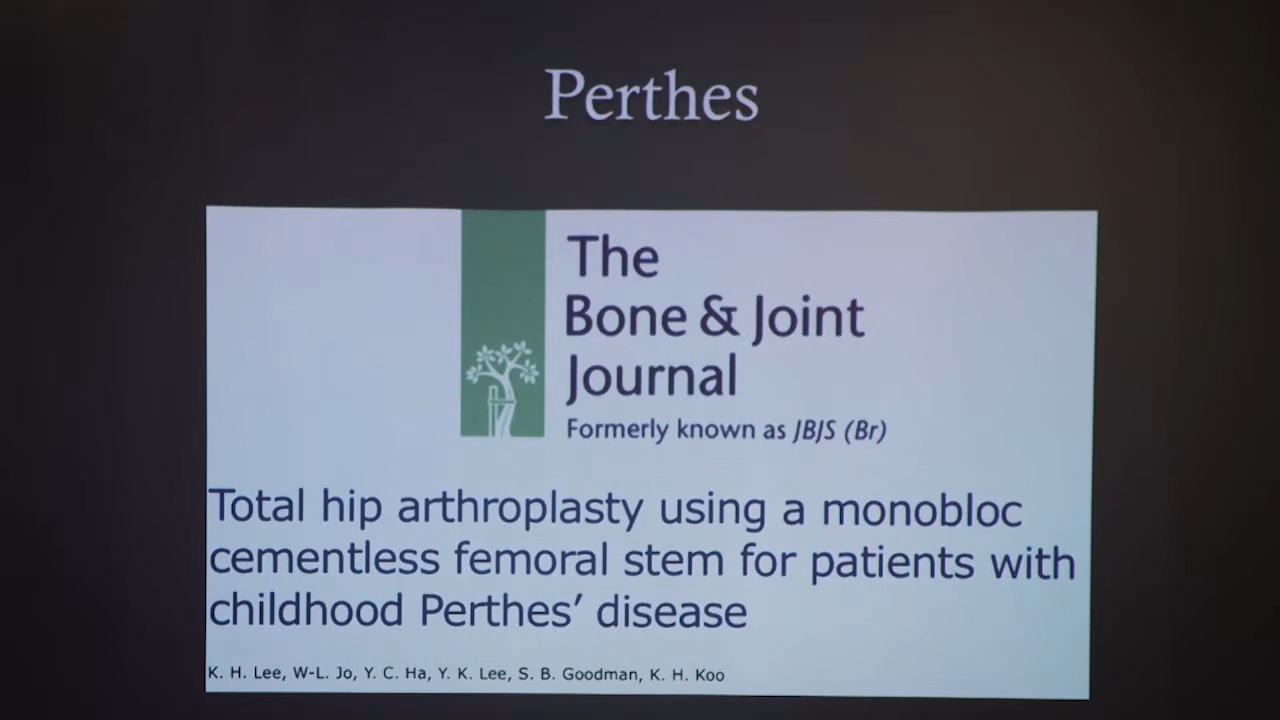 Perthes
The
Bone & Joint
Journal
Formerly known as JBJS (Br)
Total hip arthroplasty using a monobloc
cementless femoral stem for patients with
childhood Perthes’ disease
K. H. Lee, W-L. Jo, Y. C. Ha, Y. K. Lee, S. B. Goodman, K. H. Koo